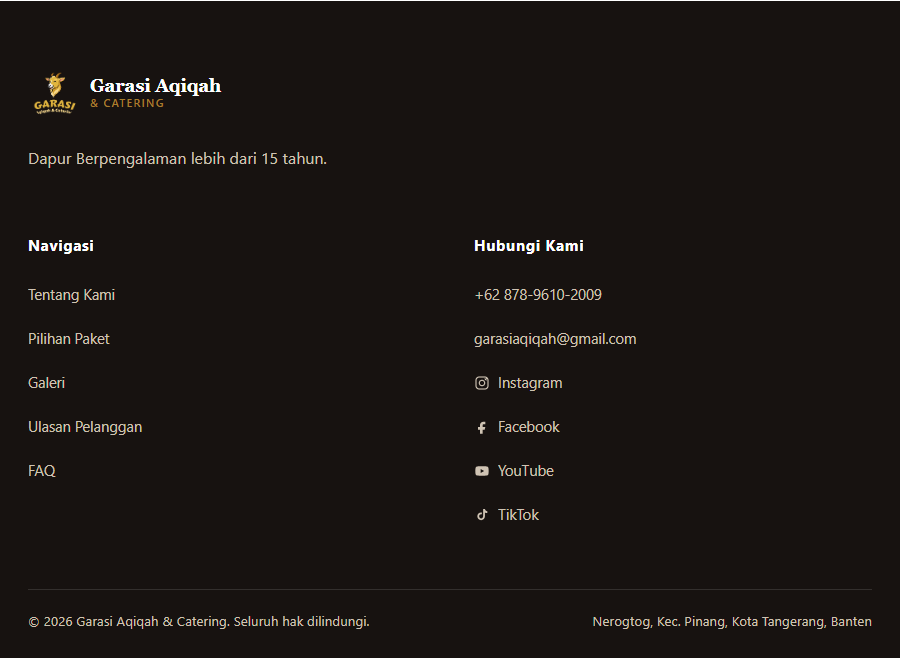 GARASI
Aqiqah & Catering
Garasi Aqiqah
& CATERING
Dapur Berpengalaman lebih dari 15 tahun.
Navigasi
Tentang Kami
Pilihan Paket
Galeri
Ulasan Pelanggan
FAQ
Hubungi Kami
+62 878-9610-2009
garasiaqiqah@gmail.com
Instagram
Facebook
YouTube
TikTok
© 2026 Garasi Aqiqah & Catering. Seluruh hak dilindungi.
Nerogtog, Kec. Pinang, Kota Tangerang, Banten